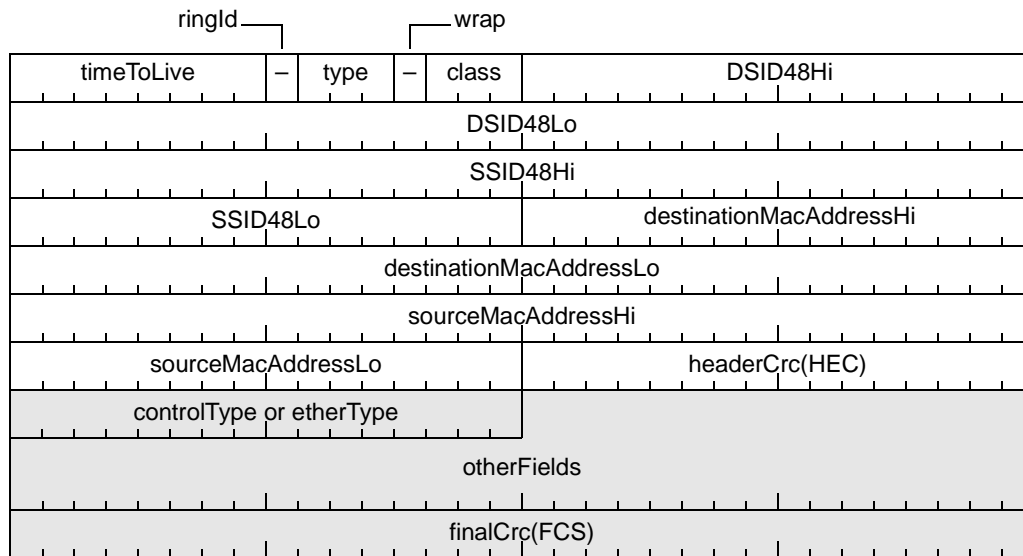 ringId wrap
timeToLive – type – class DSID48Hi
DSID48Lo
SSID48Hi
SSID48Lo destinationMacAddressHi
destinationMacAddressLo
sourceMacAddressHi
sourceMacAddressLo headerCrc(HEC)
controlType or etherType
otherFields
finalCrc(FCS)